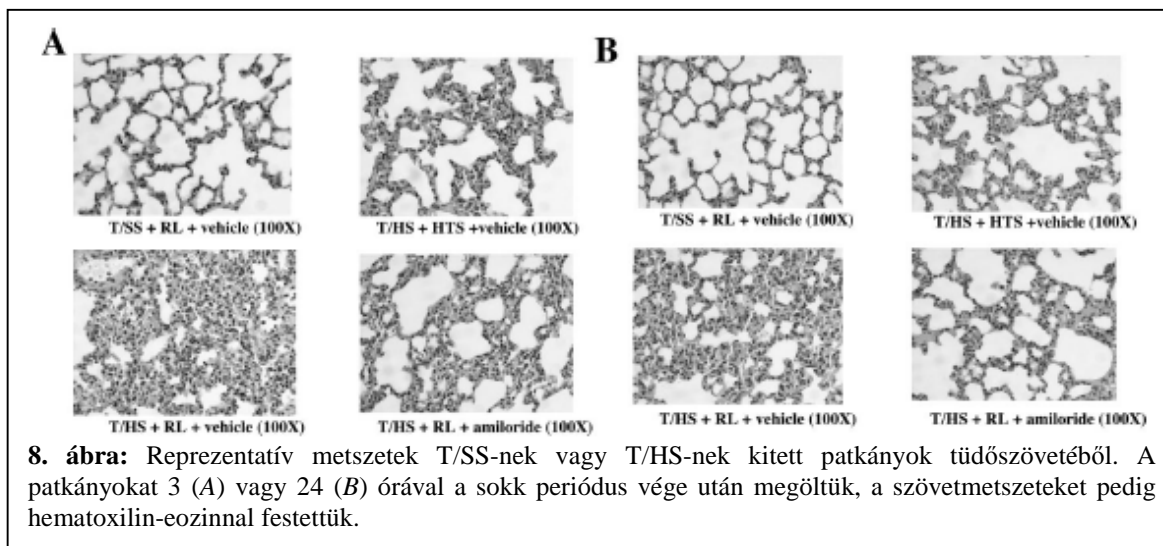 A
B
T/SS + RL + vehicle (100X)
T/HS + HTS +vehicle (100X)
T/SS + RL + vehicle (100X)
T/HS + HTS+vehicle (100X)
T/HS + RL + vehicle (100X)
T/HS + RL + amiloride (100X)
T/HS + RL + vehicle (100X)
T/HS + RL + amiloride (100X)
8. ábra: Reprezentatív metszetek T/SS-nek vagy T/HS-nek kitett patkányok tüdőszövetéből. A
patkányokat 3 (A) vagy 24 (B) órával a sokk periódus vége után megöltük, a szövetmetszeteket pedig
hematoxilin-eozinnal festettük.